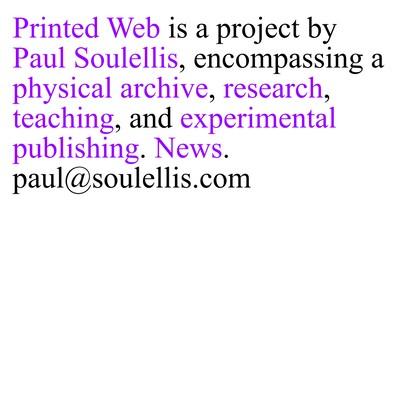 Printed Web is a project by
Paul Soulellis, encompassing a
physical archive, research,
teaching, and experimental
publishing. News.
paul@soulellis.com